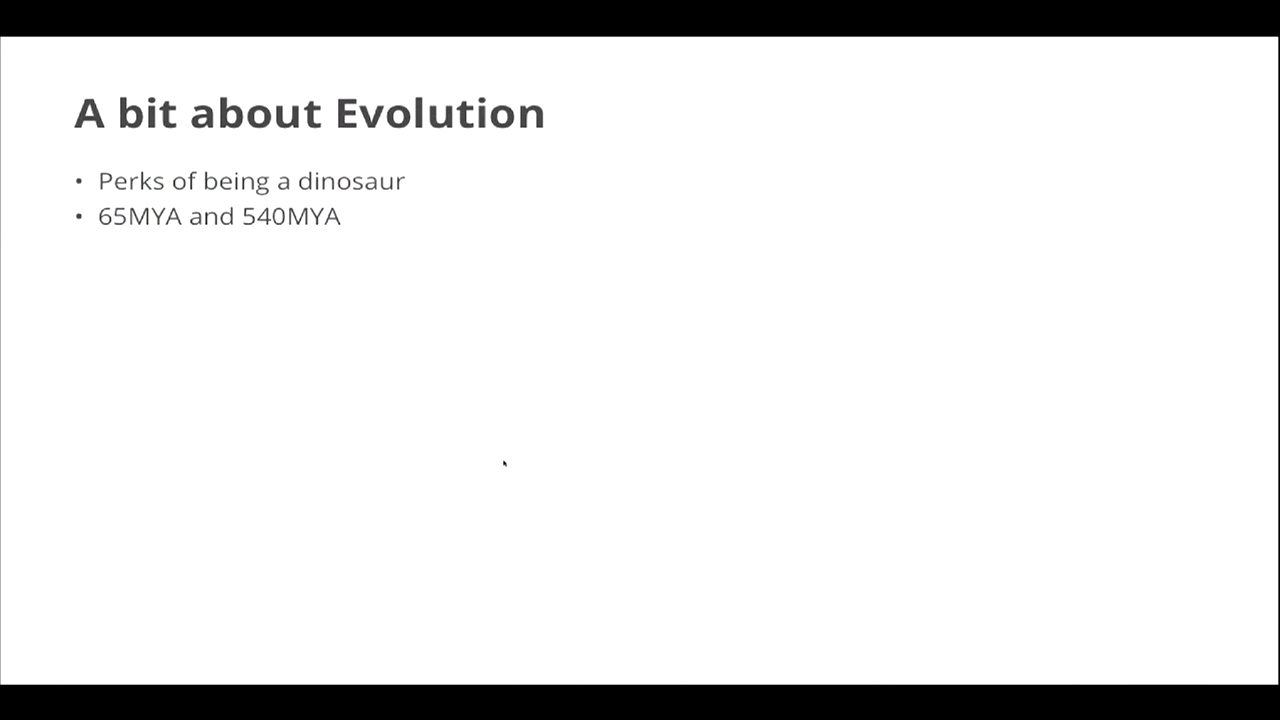 A bit about Evolution
• Perks of being a dinosaur
• 65MYA and 540MYA